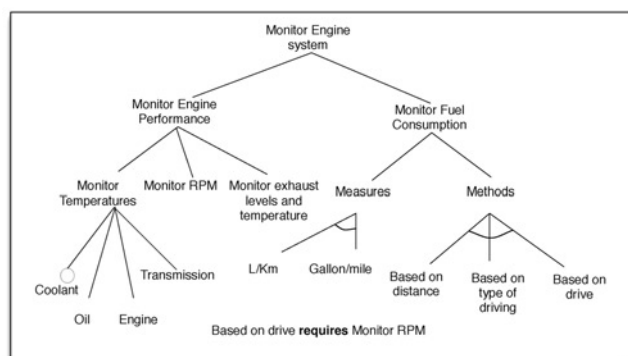 Monitor Engine
system
Monitor Engine
Performance
Monitor Fuel
Consumption
Monitor
Temperatures
Monitor RPM
Monitor exhaust
levels and
temperature
Measures
Methods
Coolant
Oil
Engine
Transmission
L/Km
Gallon/mile
Based on
distance
Based on
type of
driving
Based on
drive
Based on drive requires Monitor RPM